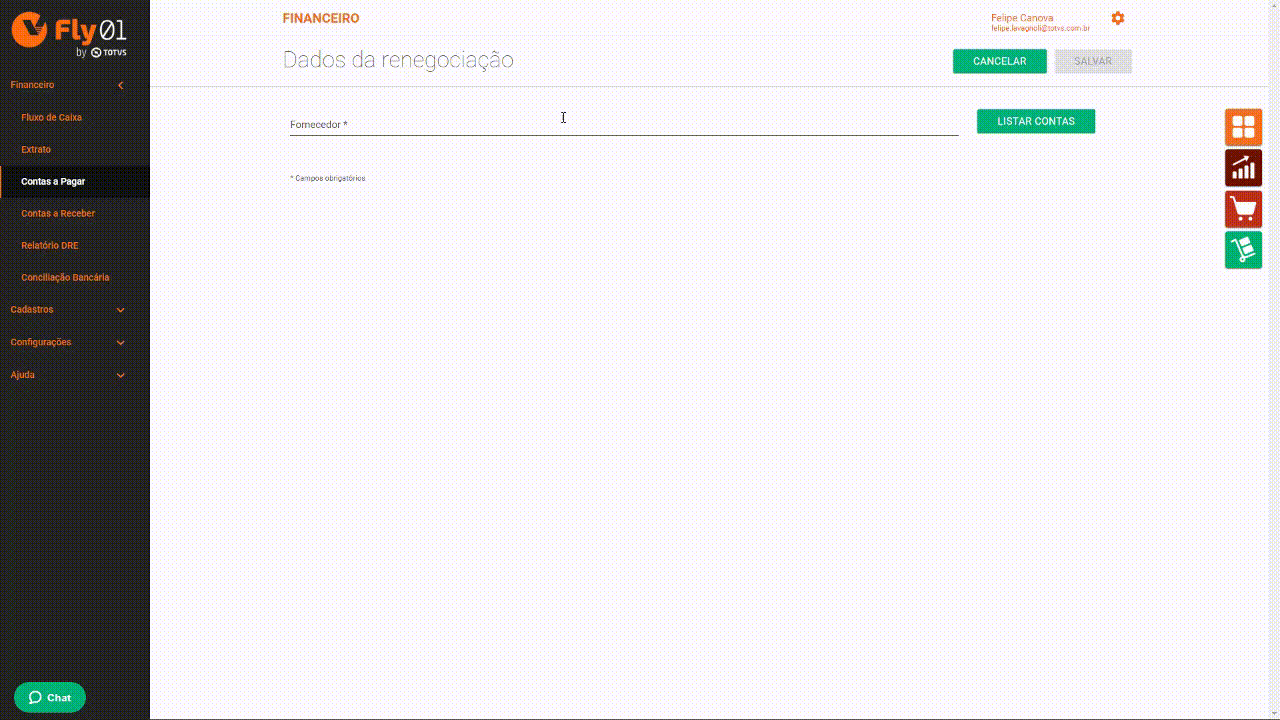 Fly01
by TOTVS
Financeiro
Fluxo de Caixa
Extrato
Contas a Pagar
Contas a Receber
Relatório DRE
Conciliação Bancária
Cadastros
Configurações
Ajuda
Chat
FINANCEIRO
Felipe Canova
felipe.lavagnoli@totvs.com.br
Dados da renegociação
CANCELAR
SALVAR
Fornecedor *
LISTAR CONTAS
* Campos obrigatórios